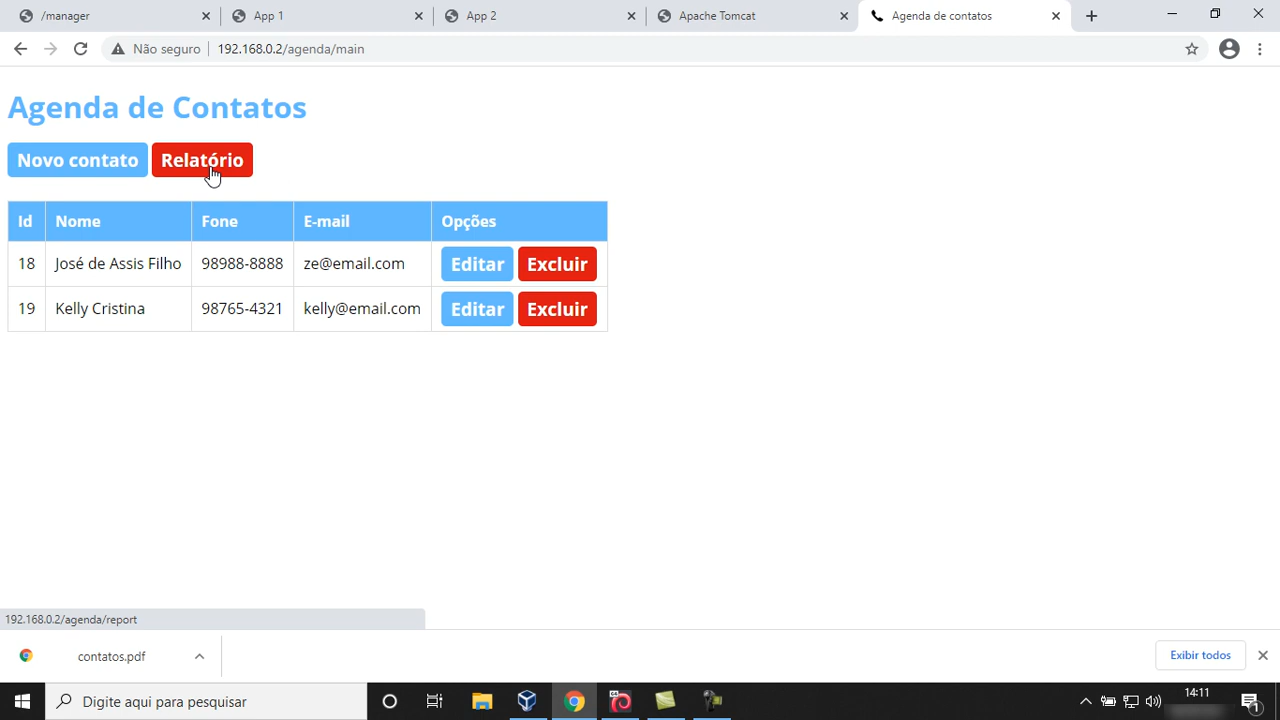 /manager App 1 App 2 Apache Tomcat Agenda de contatos
Não seguro 192.168.0.2/agenda/main
Agenda de Contatos
Novo contato Relatório
Id Nome Fone E-mail Opções
18 José de Assis Filho 98988-8888 ze@email.com Editar Excluir
19 Kelly Cristina 98765-4321 kelly@email.com Editar Excluir
192.168.0.2/agenda/report
contatos.pdf Exibir todos
Digite aqui para pesquisar 14:11
1